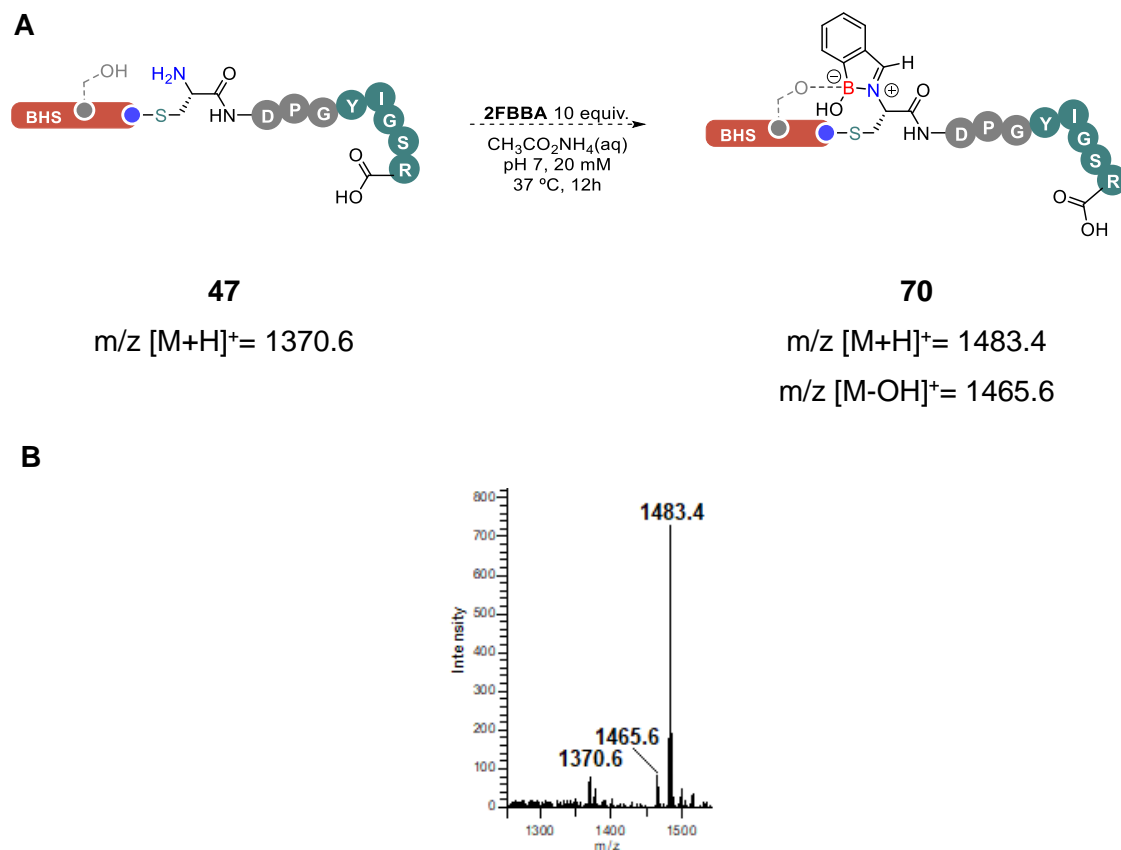 A
H2N
O
OH
BHS
S
HN
D P G Y I G S R
O
HO
2FBBA 10 equiv.
CH3CO2NH4(aq)
pH 7, 20 mM
37 ºC, 12h
H
O
⊖
B
N
⊕
HO
O
BHS
S
HN
D P G Y I G S R
O
OH
47
m/z [M+H]+= 1370.6
70
m/z [M+H]+= 1483.4
m/z [M-OH]+= 1465.6
B
800
700
600
500
400
300
200
100
0
Intensity
1483.4
1465.6
1370.6
1300 1400 1500
m/z